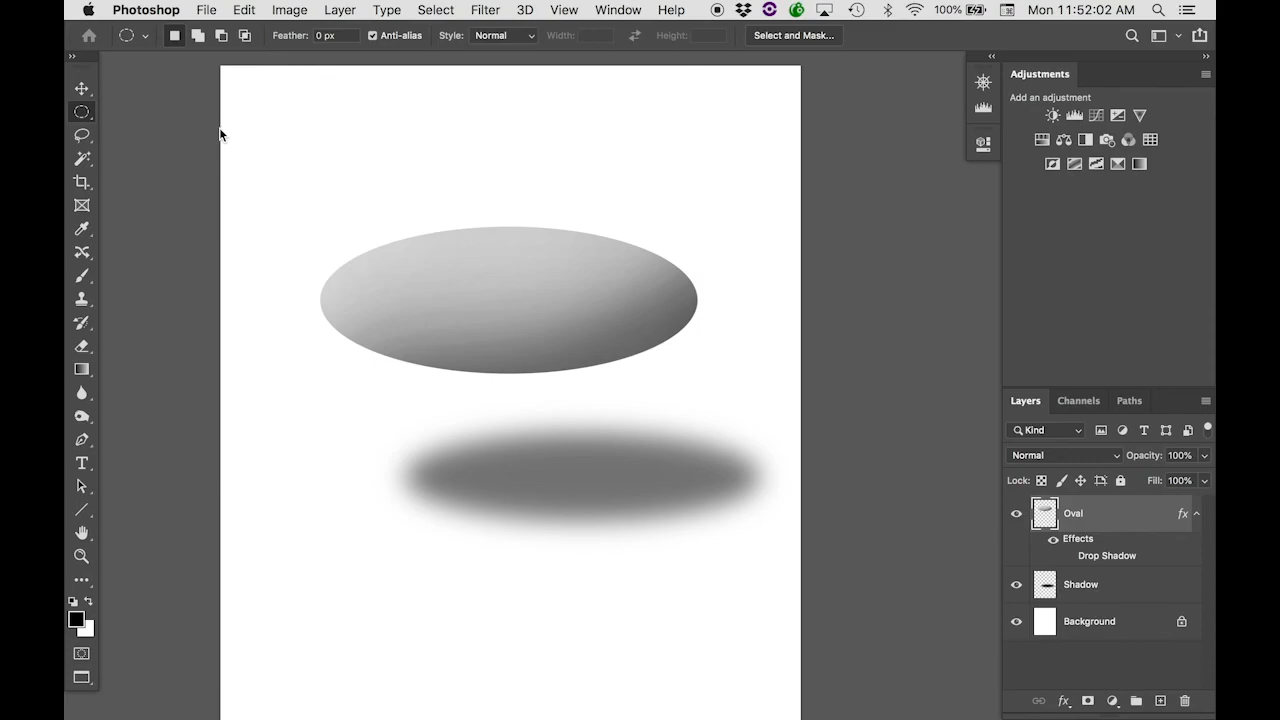 Photoshop File Edit Image Layer Type Select Filter 3D View Window Help 100% Mon 11:52:02 AM
Feather: 0 px Anti-alias Style: Normal Width: Height: Select and Mask...
Adjustments
Add an adjustment
Layers Channels Paths
Kind
Normal Opacity: 100%
Lock: Fill: 100%
Oval fx
Effects
Drop Shadow
Shadow
Background
fx